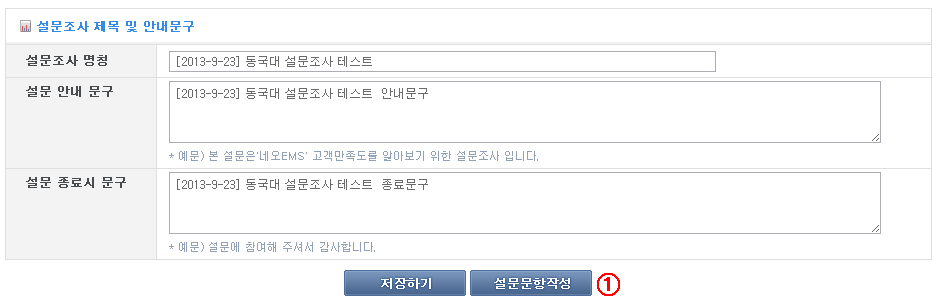 설문조사 제목 및 안내문구
설문조사 명칭 [2013-9-23] 동국대 설문조사 테스트
설문 안내 문구 [2013-9-23] 동국대 설문조사 테스트 안내문구
* 예문) 본 설문은'네오EMS' 고객만족도를 알아보기 위한 설문조사 입니다.
설문 종료시 문구 [2013-9-23] 동국대 설문조사 테스트 종료문구
* 예문) 설문에 참여해 주셔서 감사합니다.
저장하기 설문문항작성 ①